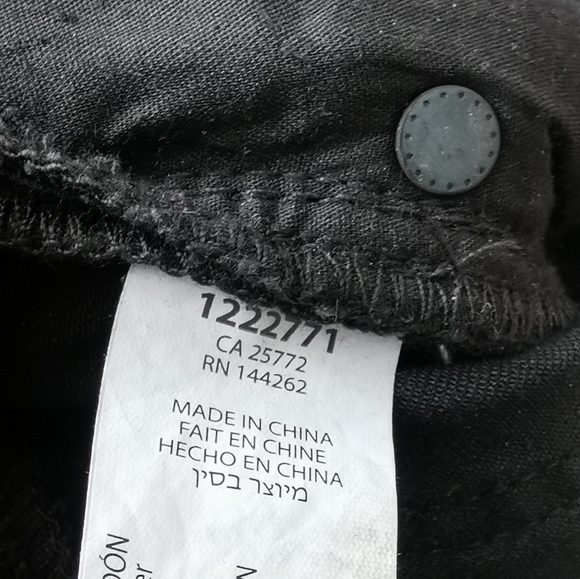 1222771
CA 25772
RN 144262
MADE IN CHINA
FAIT EN CHINE
HECHO EN CHINA
מיוצר בסין